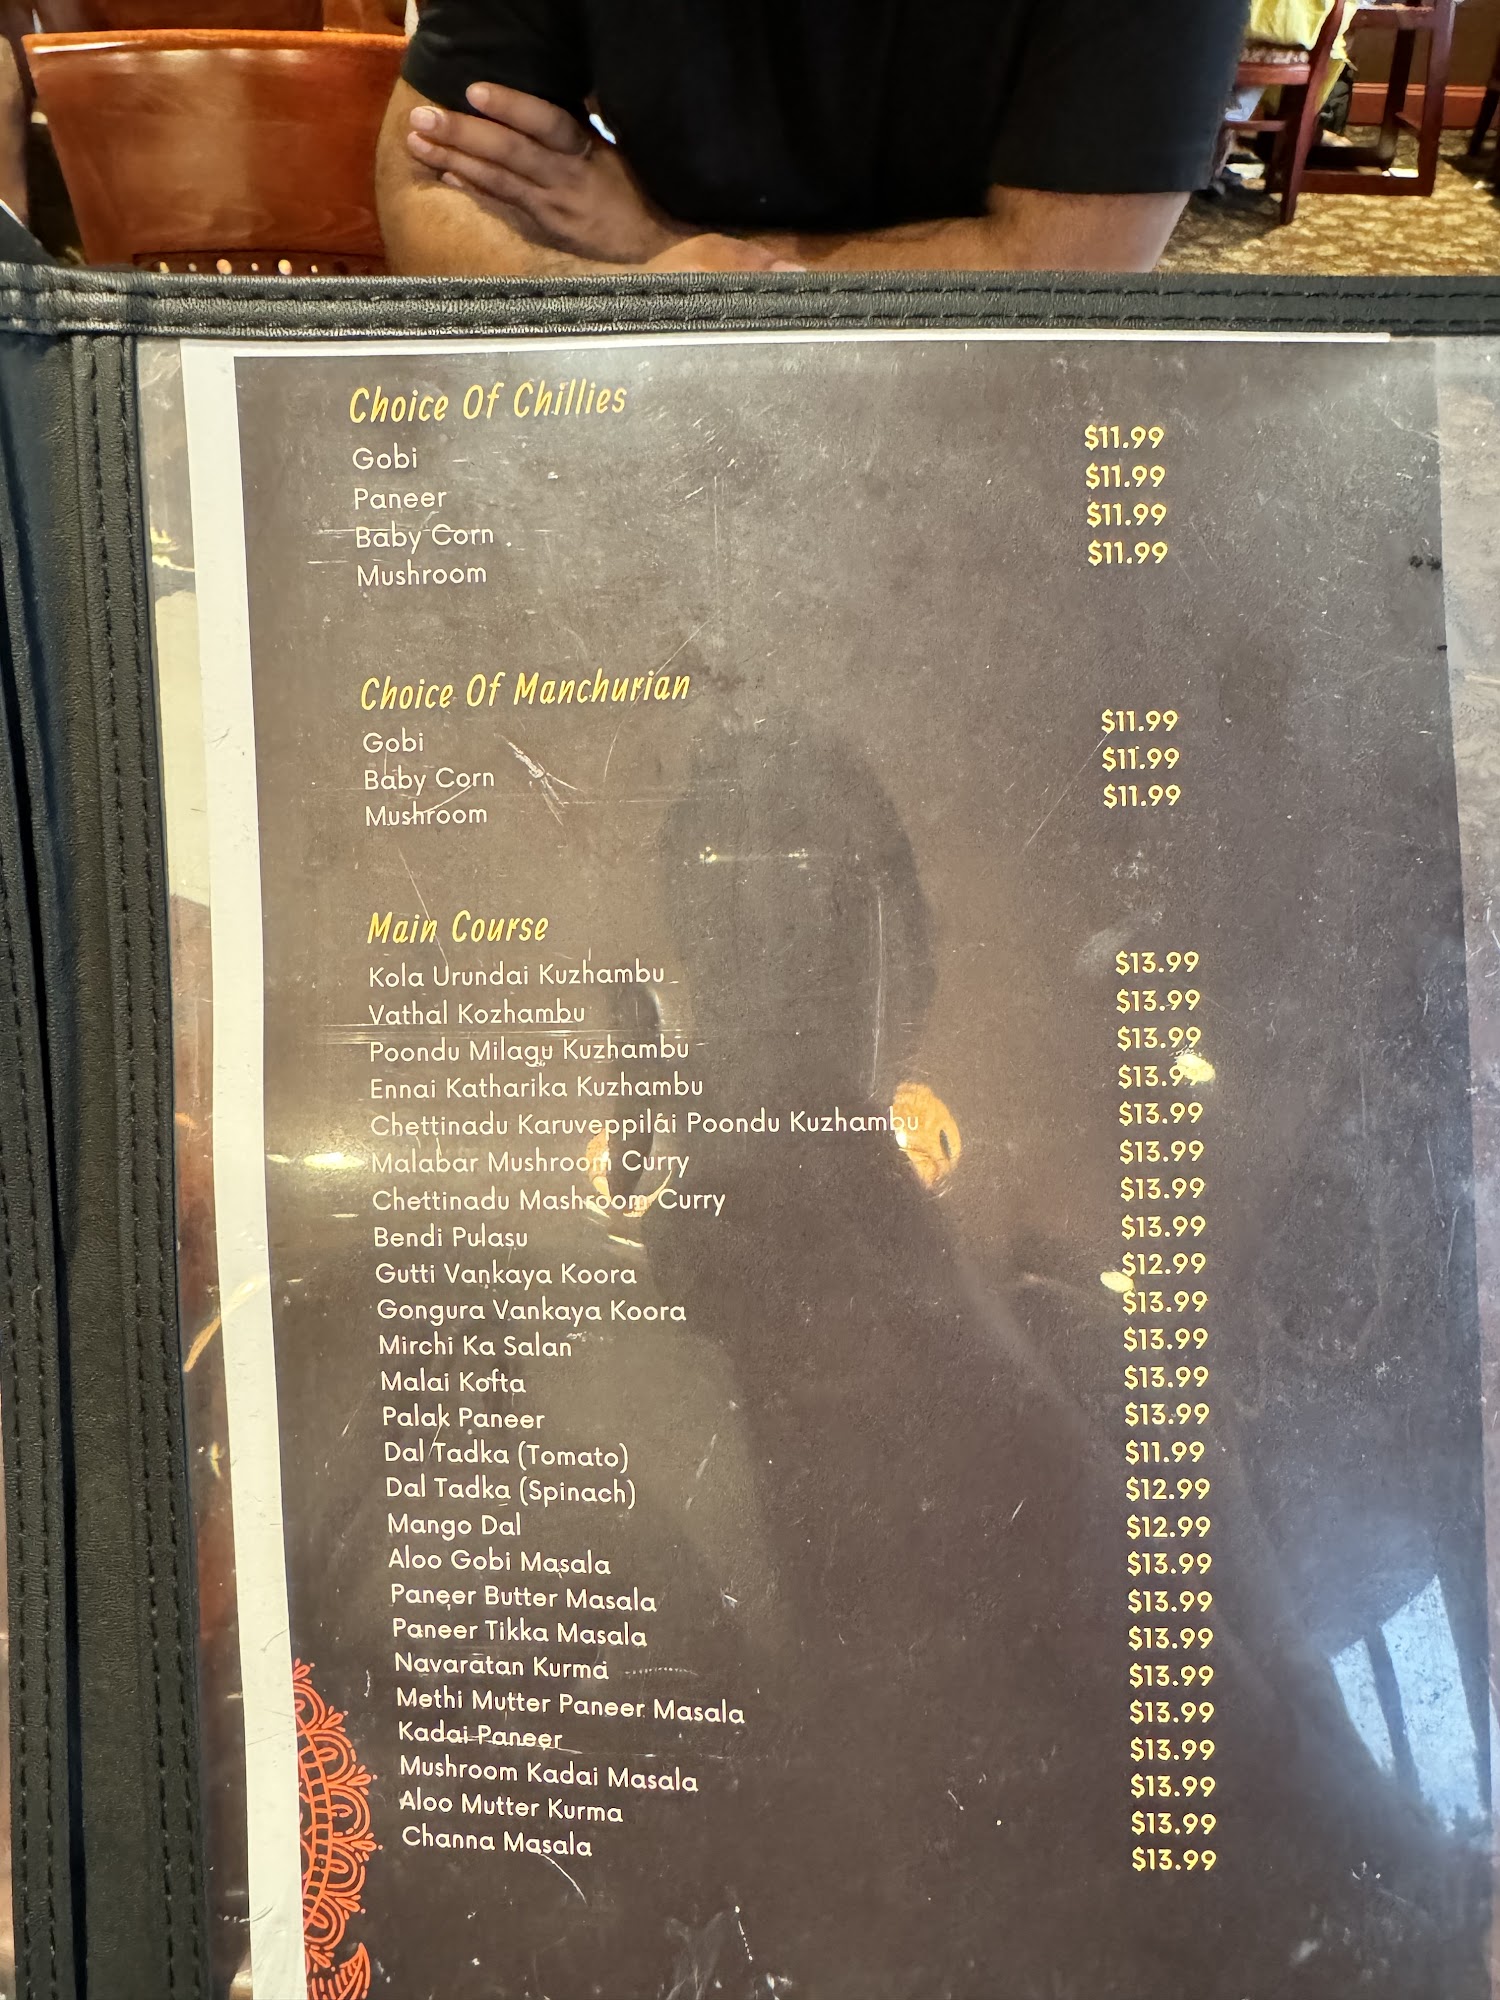 Choice Of Chillies
Gobi $11.99
Paneer $11.99
Baby Corn $11.99
Mushroom $11.99
Choice Of Manchurian
Gobi $11.99
Baby Corn $11.99
Mushroom $11.99
Main Course
Kola Urundai Kuzhambu $13.99
Vathal Kozhambu $13.99
Poondu Milagu Kuzhambu $13.99
Ennai Katharika Kuzhambu $13.99
Chettinadu Karuveppilai Poondu Kuzhambu $13.99
Malabar Mushroom Curry $13.99
Chettinadu Mashroom Curry $13.99
Bendi Pulasu $13.99
Gutti Vankaya Koora $12.99
Gongura Vankaya Koora $13.99
Mirchi Ka Salan $13.99
Malai Kofta $13.99
Palak Paneer $13.99
Dal Tadka (Tomato) $11.99
Dal Tadka (Spinach) $12.99
Mango Dal $12.99
Aloo Gobi Masala $13.99
Paneer Butter Masala $13.99
Paneer Tikka Masala $13.99
Navaratan Kurma $13.99
Methi Mutter Paneer Masala $13.99
Kadai Paneer $13.99
Mushroom Kadai Masala $13.99
Aloo Mutter Kurma $13.99
Channa Masala $13.99